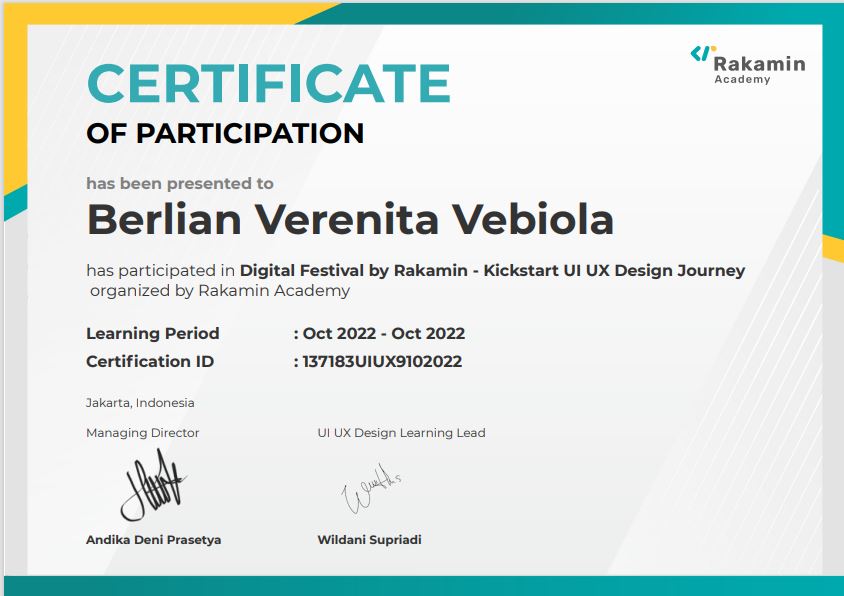 Rakamin
Academy
CERTIFICATE
OF PARTICIPATION
has been presented to
Berlian Verenita Vebiola
has participated in Digital Festival by Rakamin - Kickstart UI UX Design Journey
organized by Rakamin Academy
Learning Period : Oct 2022 - Oct 2022
Certification ID : 137183UIUX9102022
Jakarta, Indonesia
Managing Director UI UX Design Learning Lead
Andika Deni Prasetya Wildani Supriadi